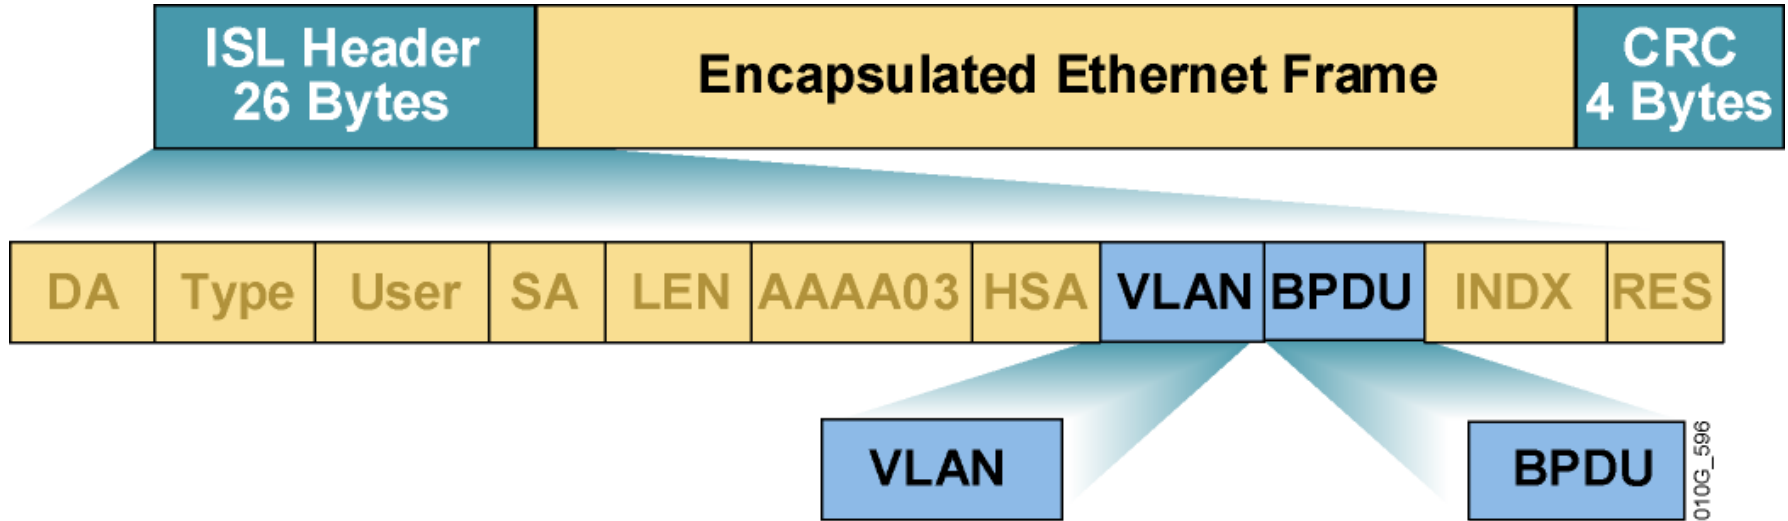 ISL Header
26 Bytes
Encapsulated Ethernet Frame
CRC
4 Bytes
DA Type User SA LEN AAAA03 HSA VLAN BPDU INDX RES
VLAN BPDU
010G_596